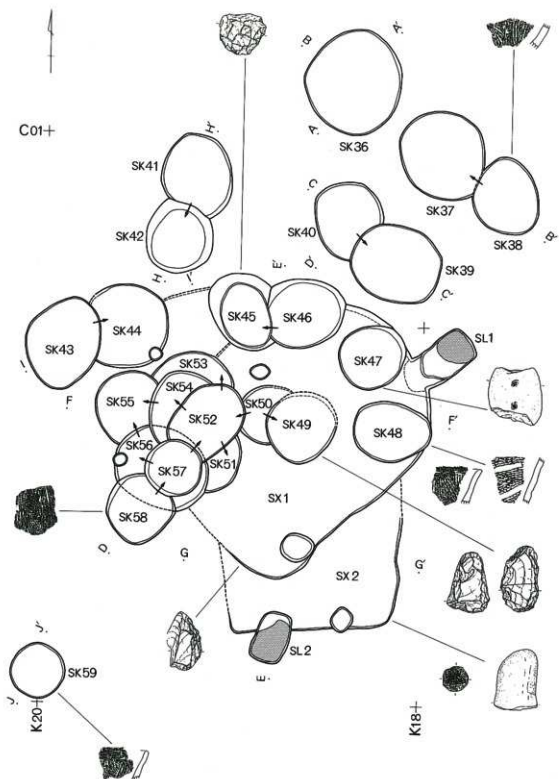 B
A'
C01+
H'
SK41
SK36
A
SK42
C
SK37
SK40
SK38
B'
H
I'
E'
D'
SK39
C'
SK45
SK46
SK44
SK43
SL1
SK47
I
SK53
F
SK54
SK55
SK50
SK52
F'
SK49
SK48
SK56
SK57
SK51
SX1
SK58
D
G
SX2
G'
J'
SL2
SK59
E
J
K20+
K18+